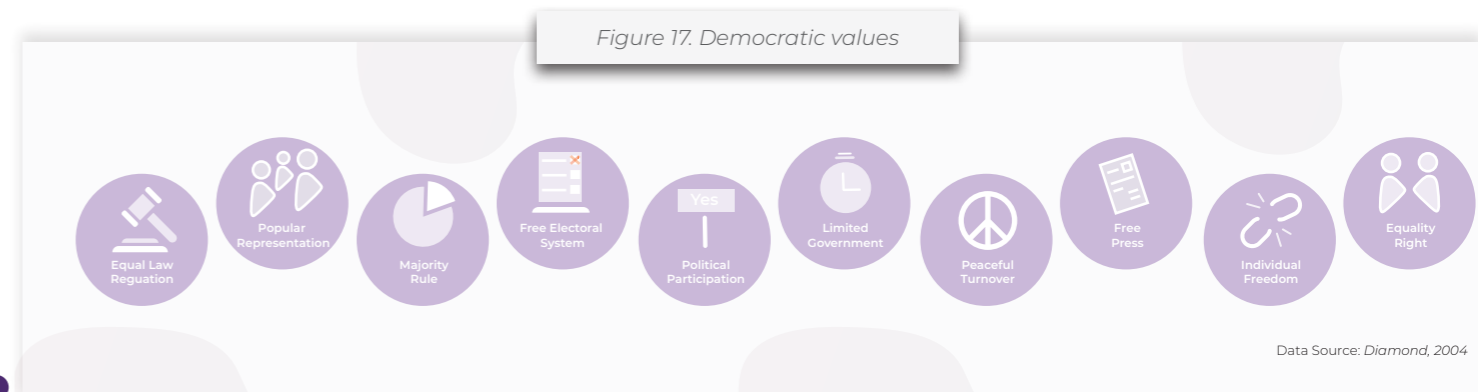 Figure 17. Democratic values
Equal Law
Reguation
Popular
Representation
Majority
Rule
Free Electoral
System
Yes
Political
Participation
Limited
Government
Peaceful
Turnover
Free
Press
Individual
Freedom
Equality
Right
Data Source: Diamond, 2004